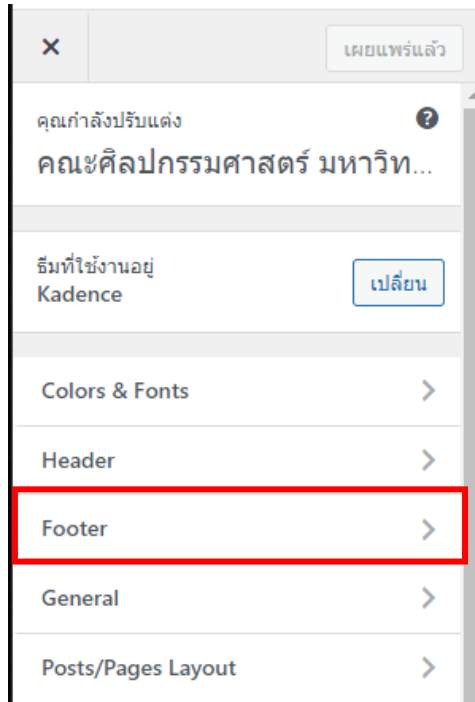 เผยแพร่แล้ว
คุณกำลังปรับแต่ง
คณะศิลปกรรมศาสตร์ มหาวิท...
ธีมที่ใช้งานอยู่
Kadence
เปลี่ยน
Colors & Fonts
Header
Footer
General
Posts/Pages Layout